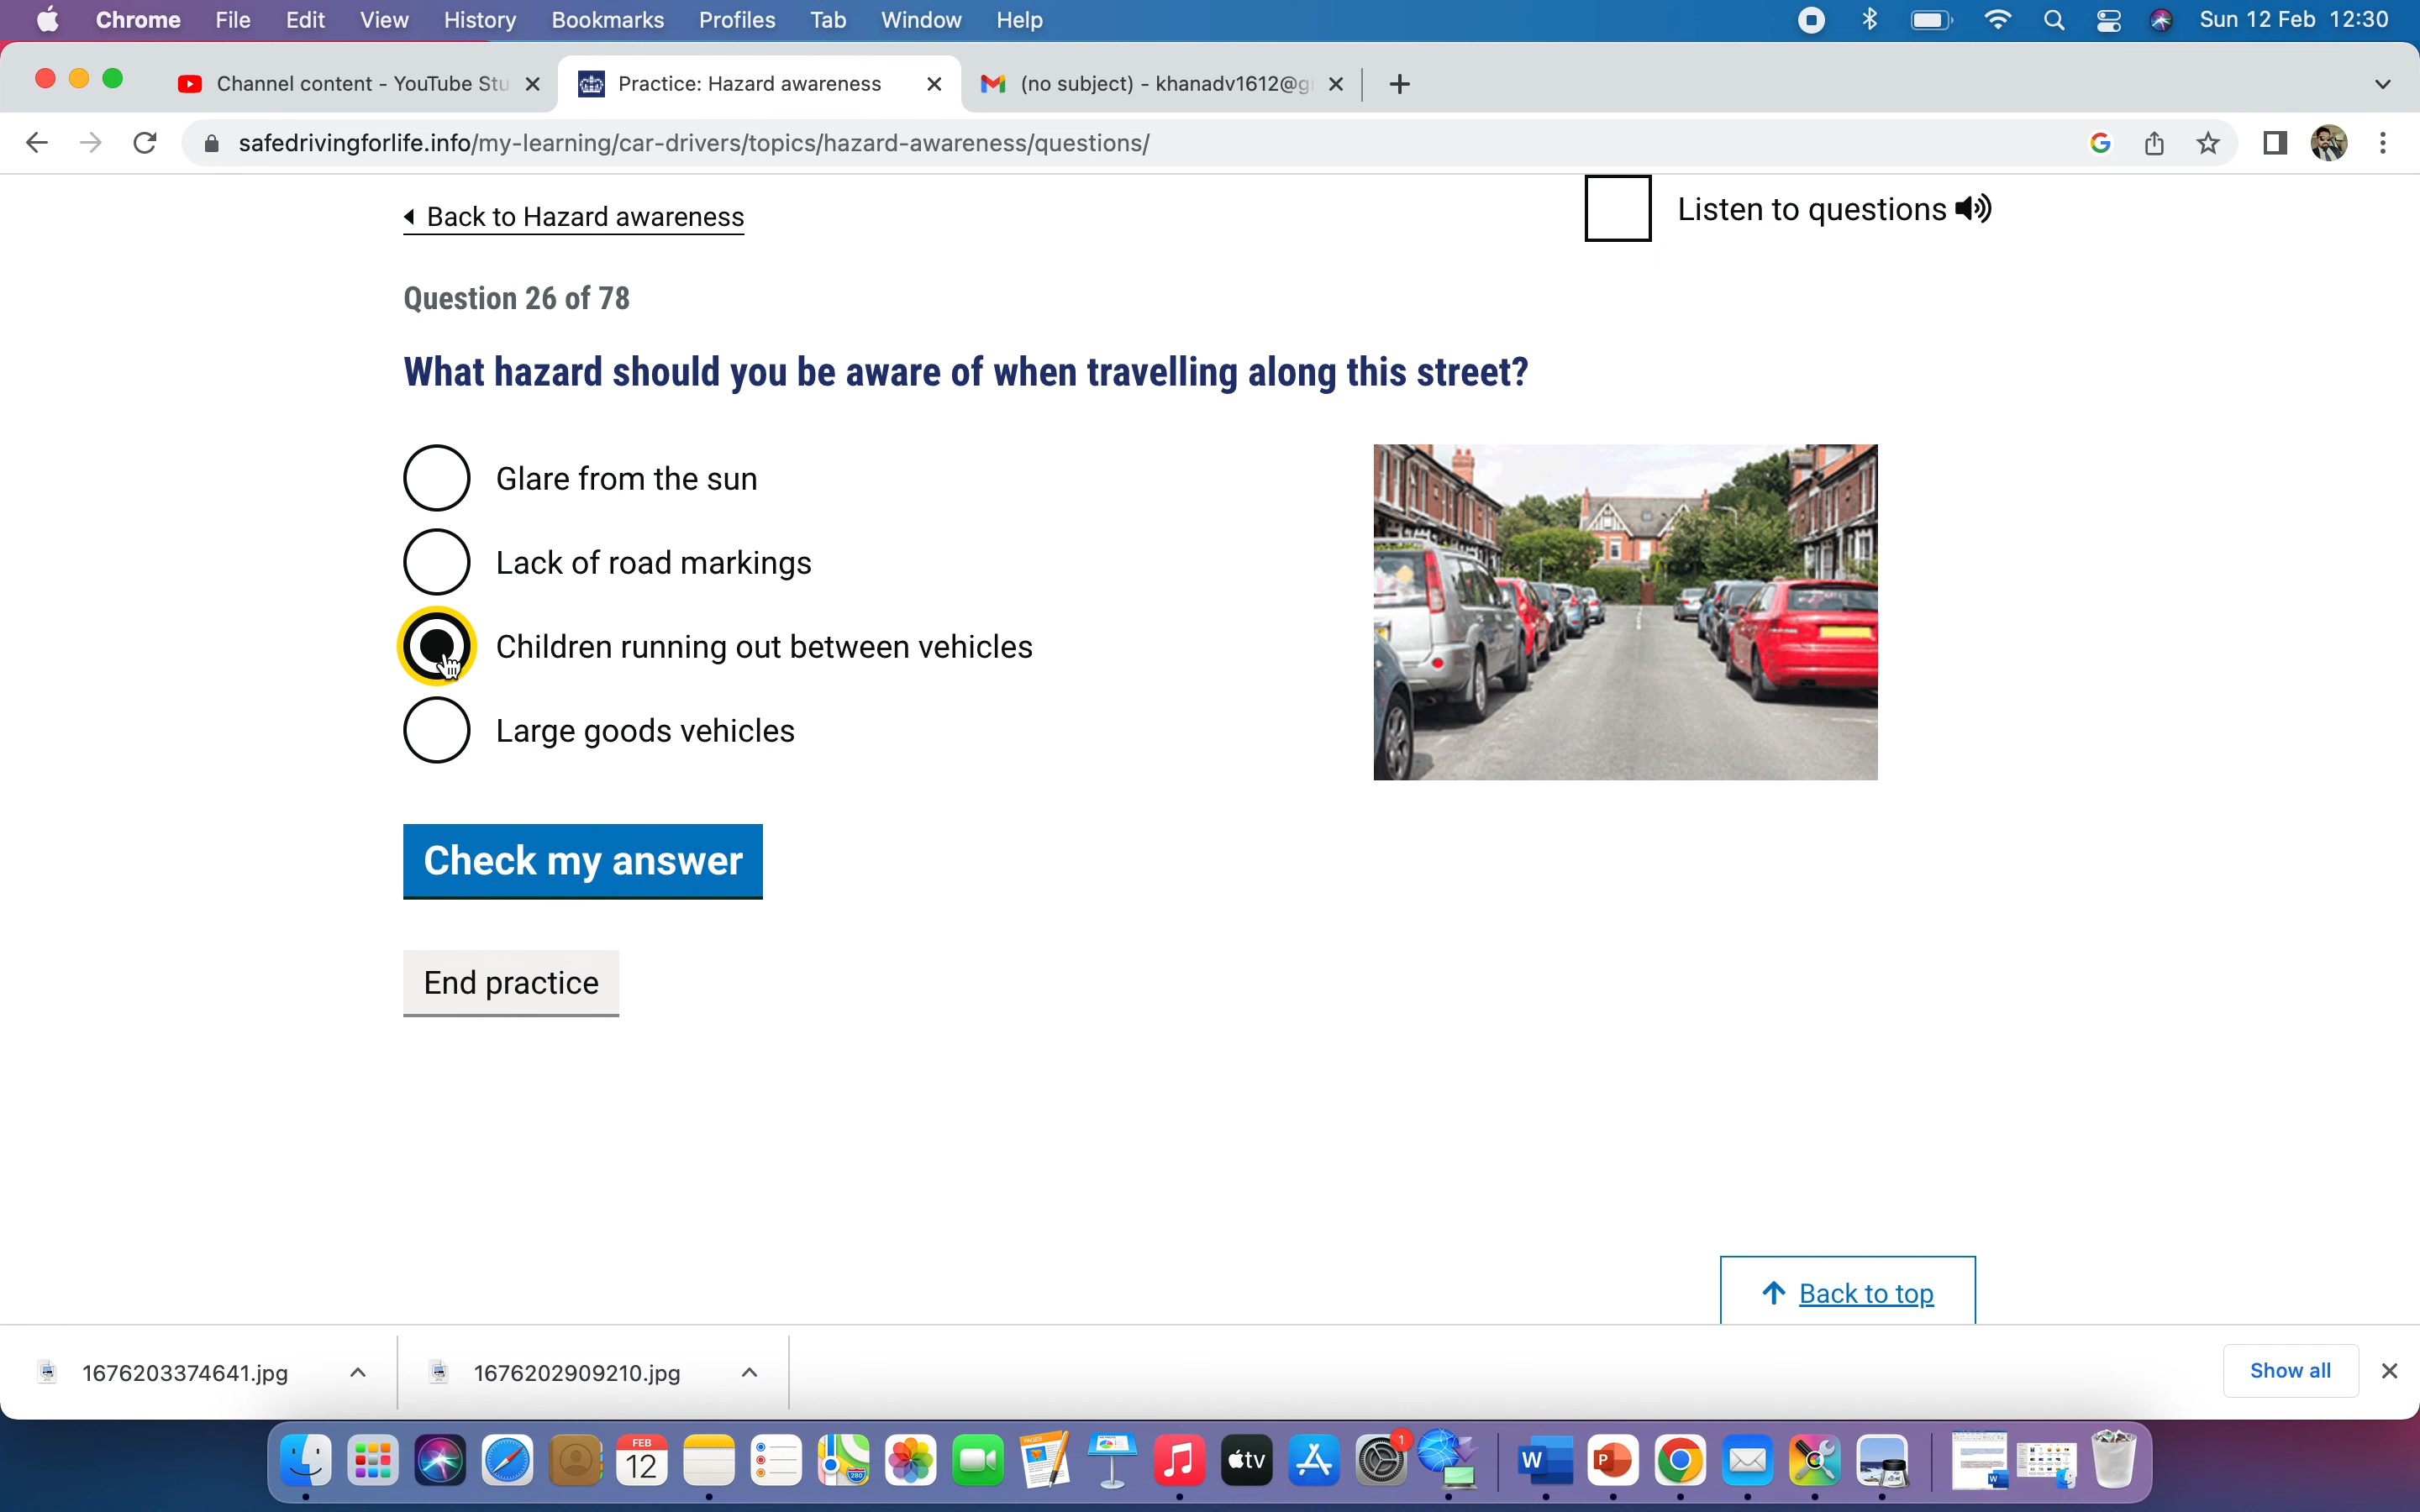 Chrome File Edit View History Bookmarks Profiles Tab Window Help Sun 12 Feb 12:30
Channel content - YouTube Stu Practice: Hazard awareness (no subject) - khanadv1612@g
safedrivingforlife.info/my-learning/car-drivers/topics/hazard-awareness/questions/
Back to Hazard awareness Listen to questions
Question 26 of 78
What hazard should you be aware of when travelling along this street?
Glare from the sun
Lack of road markings
Children running out between vehicles
Large goods vehicles
Check my answer
End practice
Back to top
1676203374641.jpg 1676202909210.jpg Show all
FEB
12
PAGES
280
tv
1
W
P
W